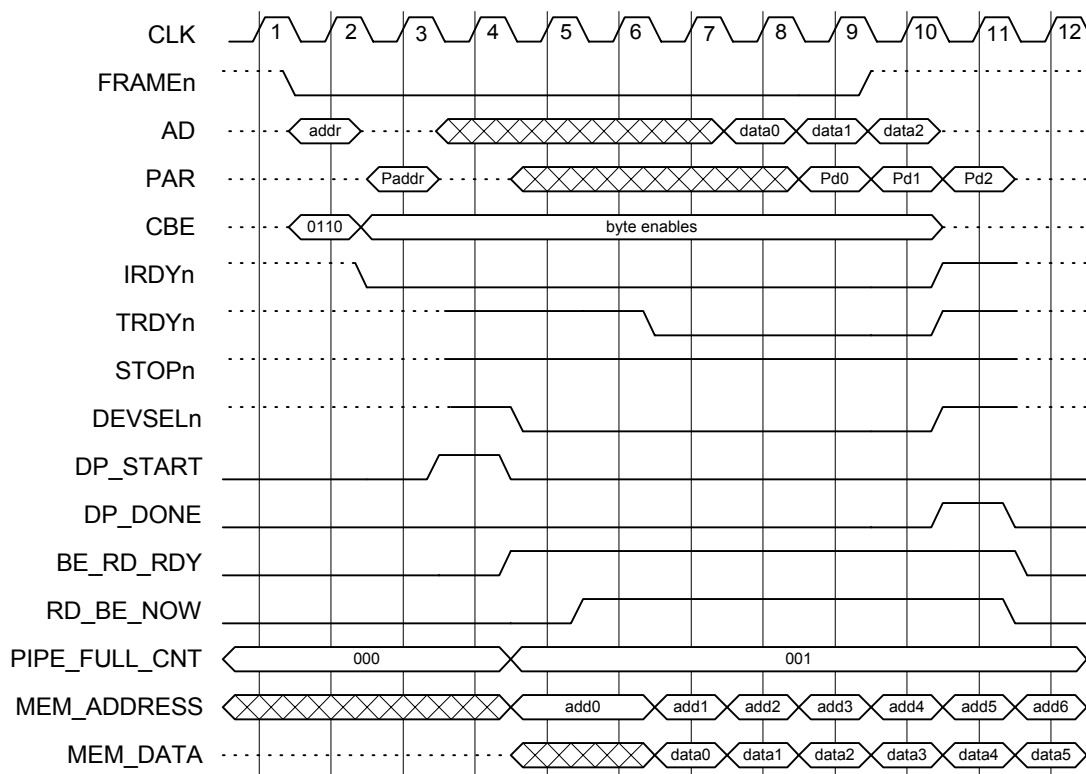 CLK 1 2 3 4 5 6 7 8 9 10 11 12
FRAMEn
AD addr data0 data1 data2
PAR Paddr Pd0 Pd1 Pd2
CBE 0110 byte enables
IRDYn
TRDYn
STOPn
DEVSELn
DP_START
DP_DONE
BE_RD_RDY
RD_BE_NOW
PIPE_FULL_CNT 000 001
MEM_ADDRESS add0 add1 add2 add3 add4 add5 add6
MEM_DATA data0 data1 data2 data3 data4 data5